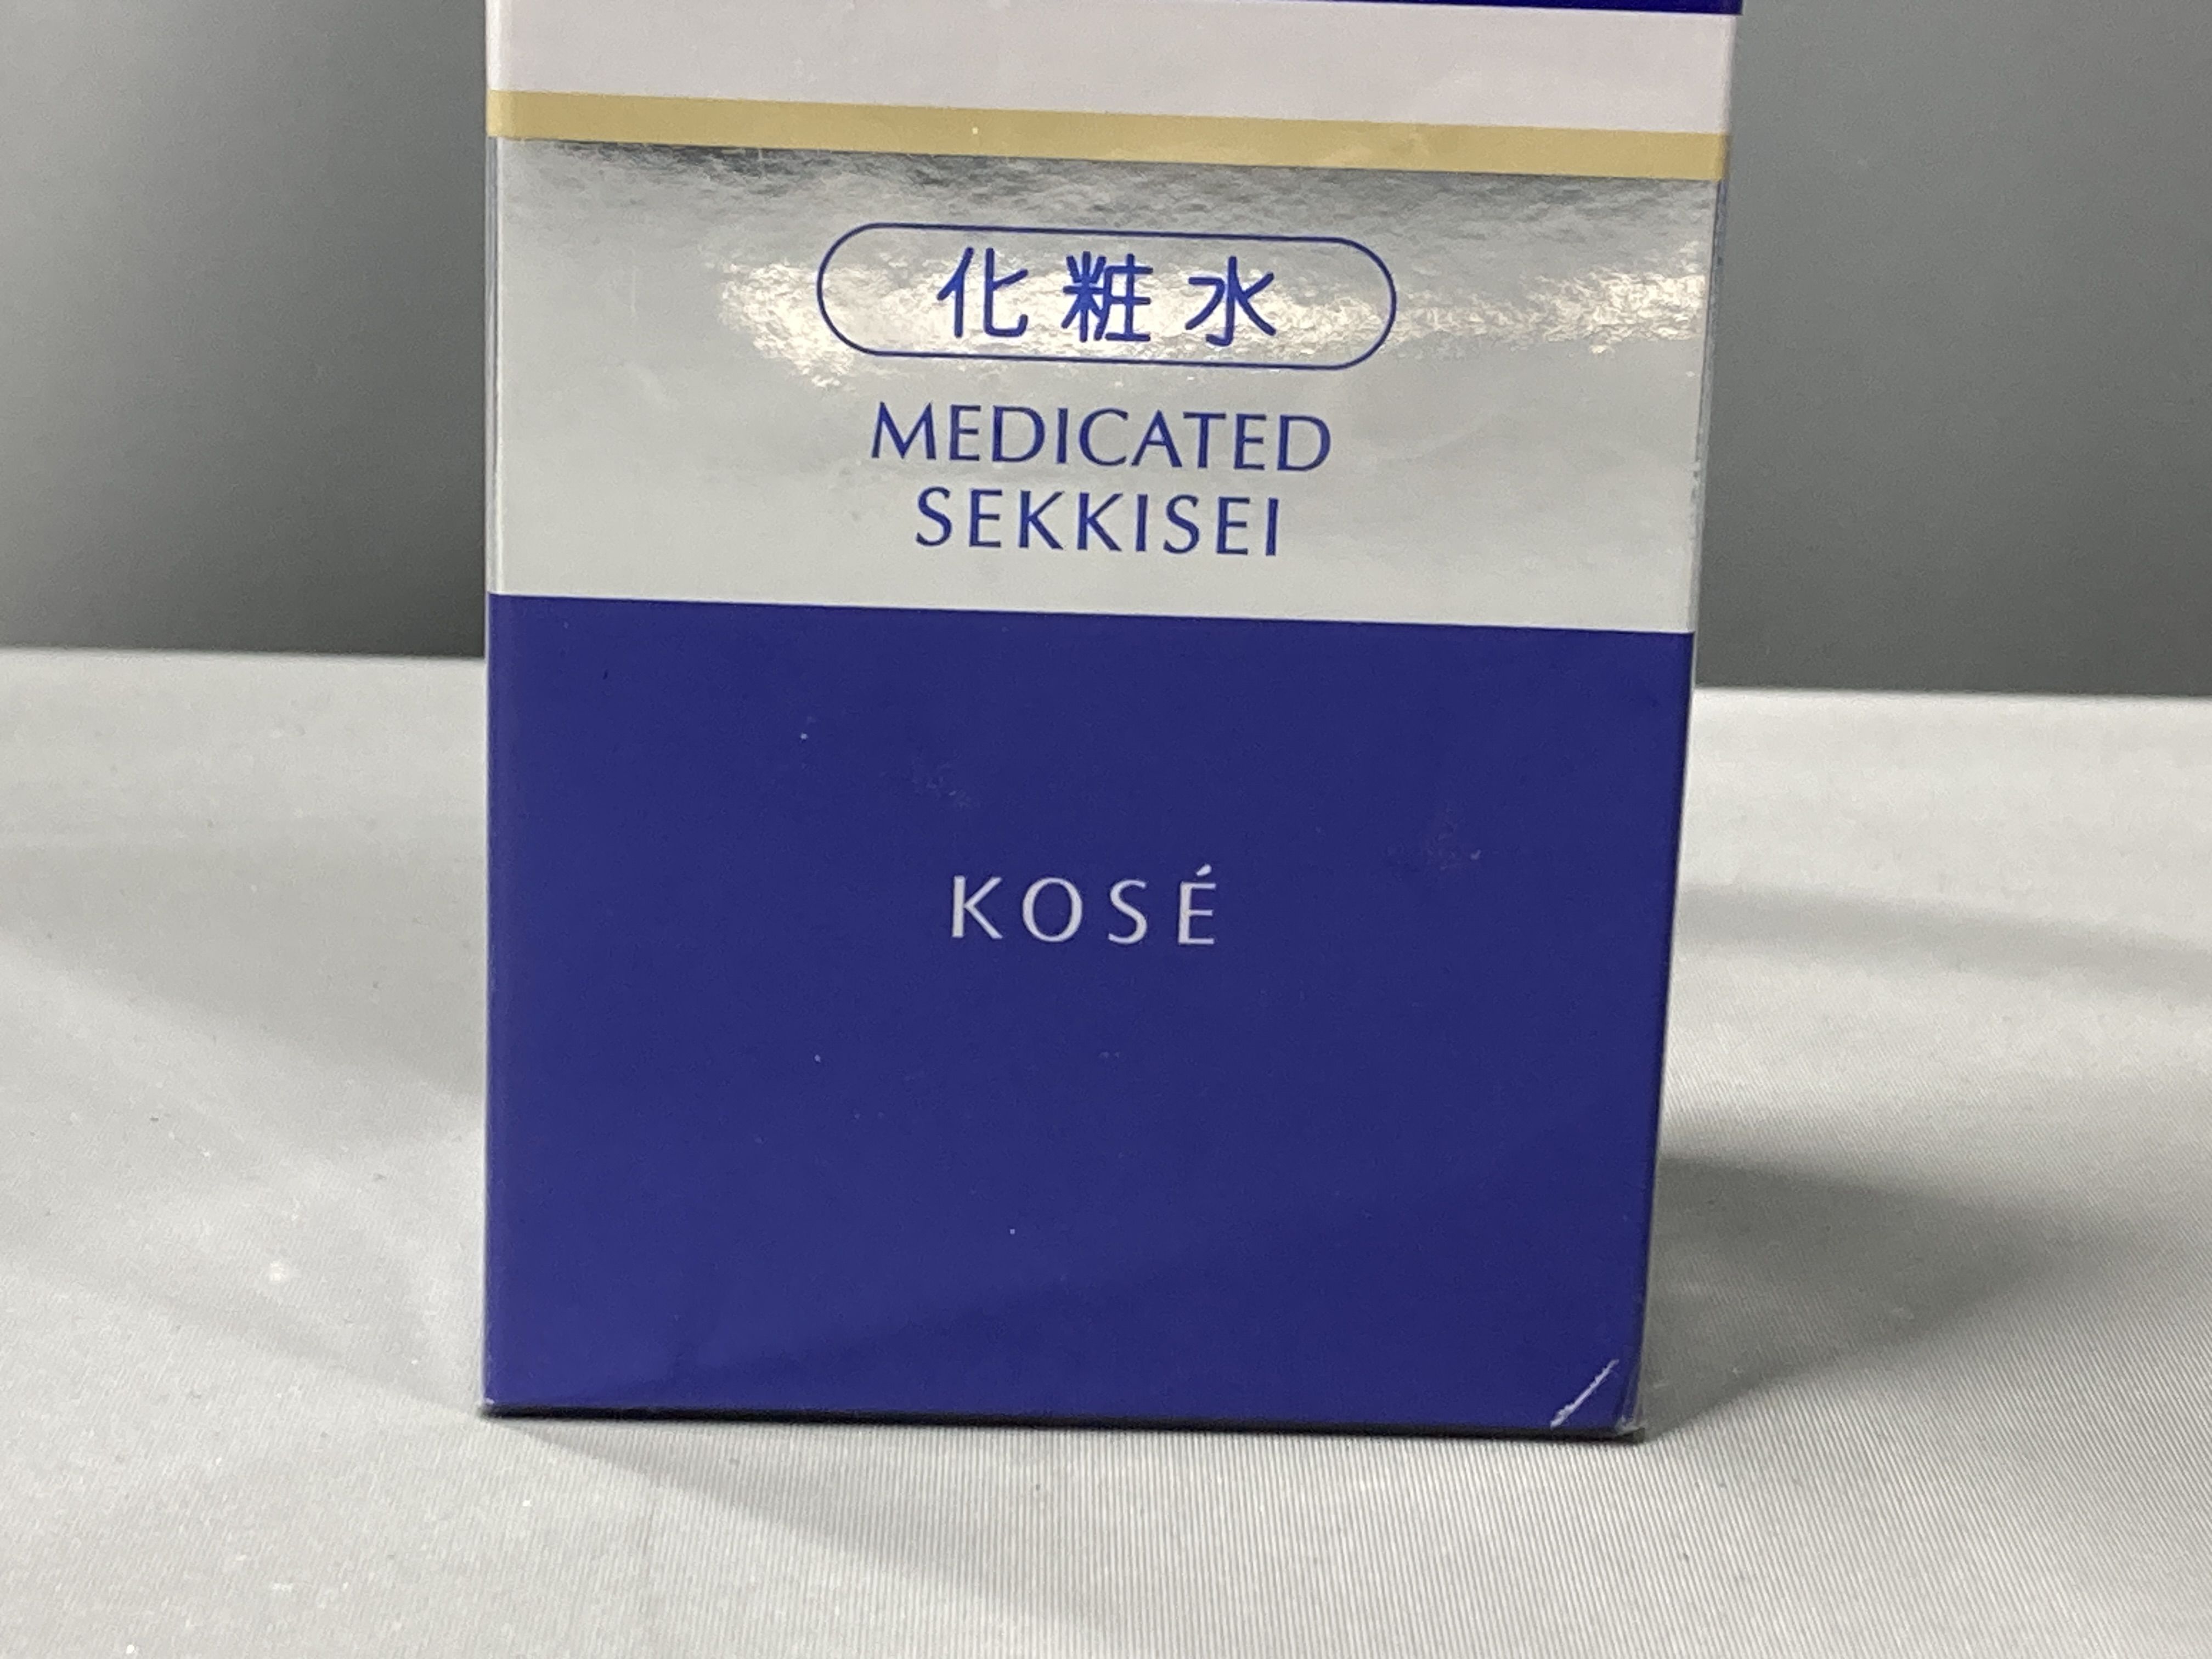 化粧水
MEDICATED
SEKKISEI
KOSÉ